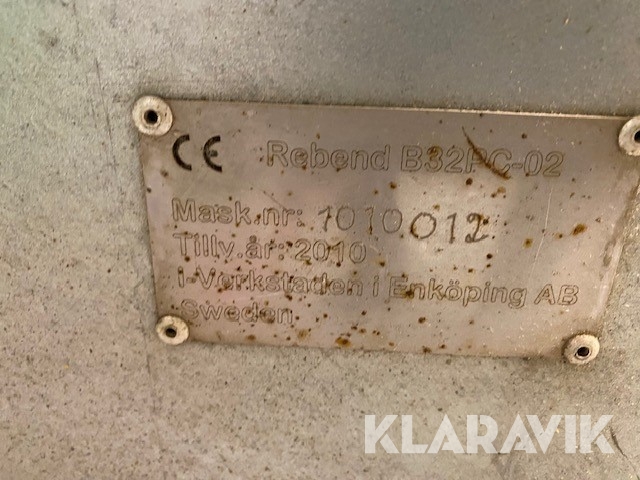 CE Rebend B32PC-02
Mask.nr: 1010012
Tillv.år: 2010
i-Verkstaden i Enköping AB
Sweden
KLARAVIK